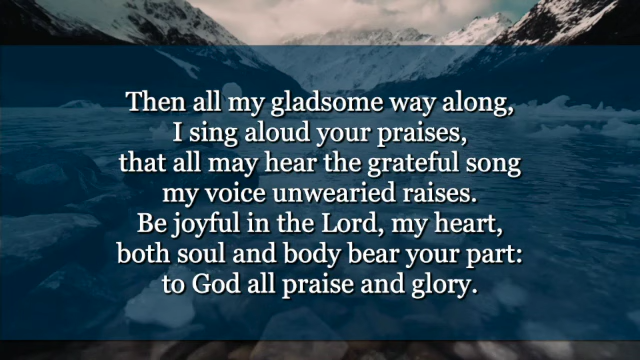 Then all my gladsome way along,
I sing aloud your praises,
that all may hear the grateful song
my voice unwearied raises.
Be joyful in the Lord, my heart,
both soul and body bear your part:
to God all praise and glory.